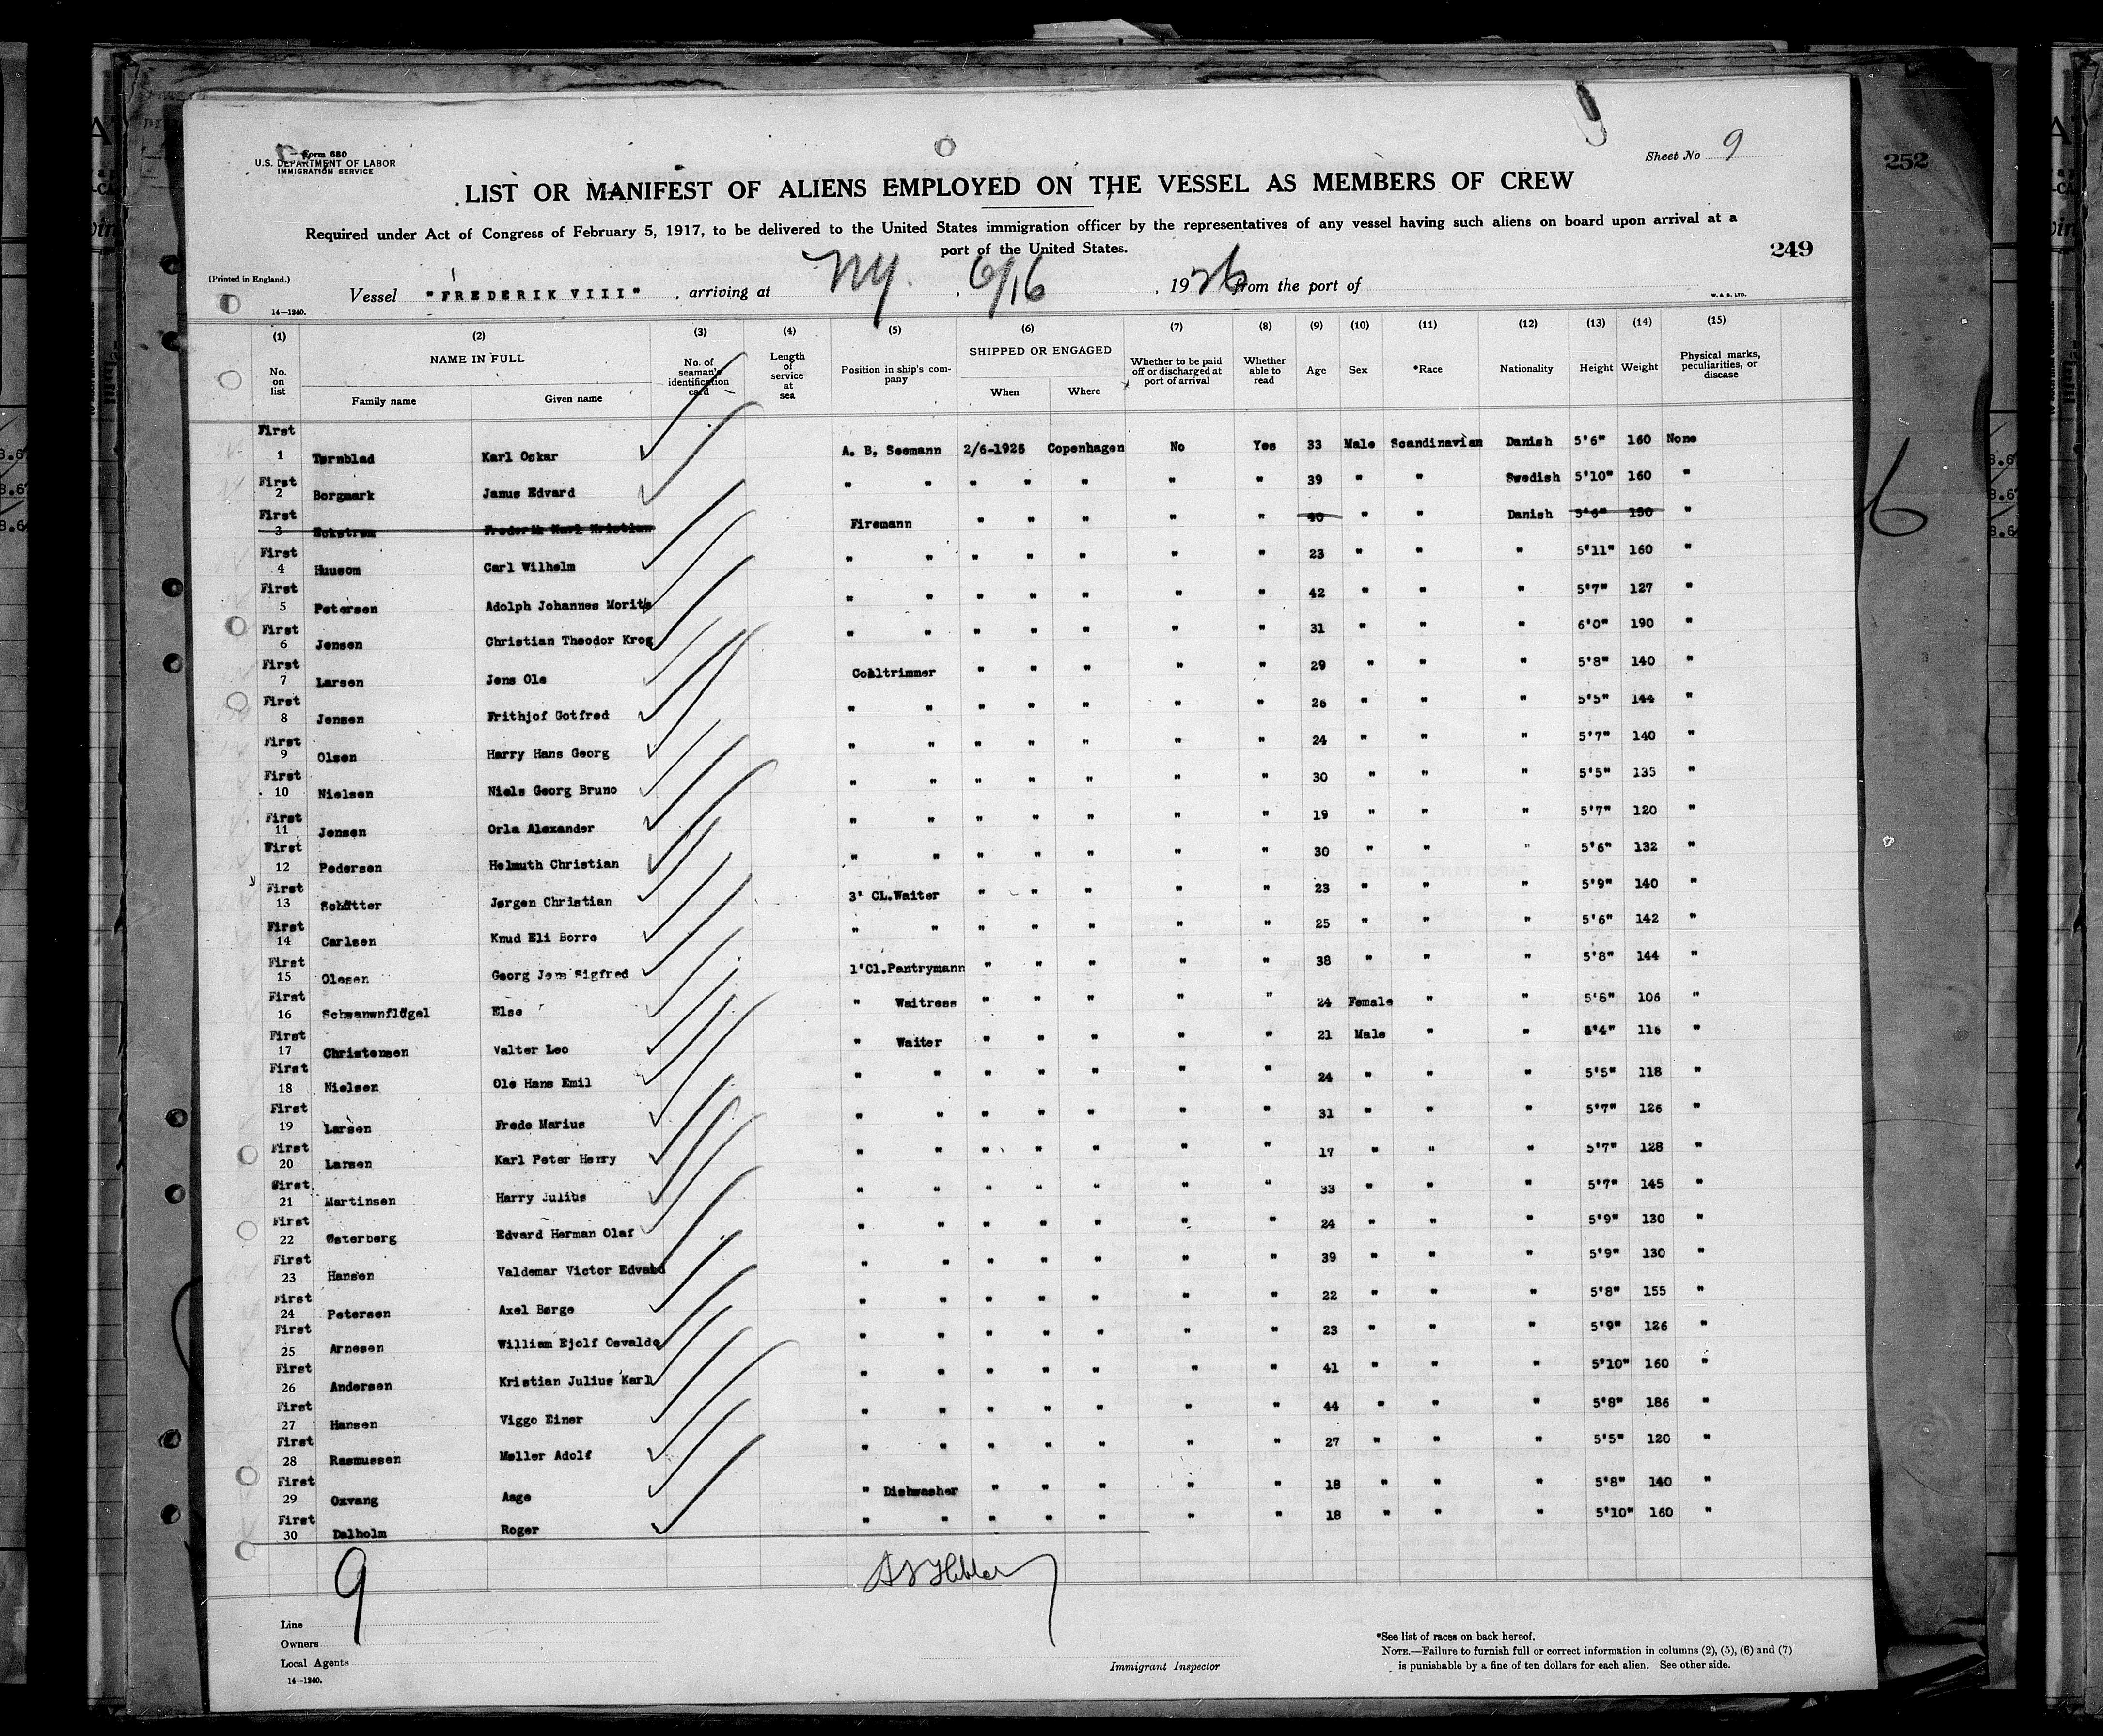 Form 680
U.S. DEPARTMENT OF LABOR
IMMIGRATION SERVICE
Sheet No 9
252
LIST OR MANIFEST OF ALIENS EMPLOYED ON THE VESSEL AS MEMBERS OF CREW
Required under Act of Congress of February 5, 1917, to be delivered to the United States immigration officer by the representatives of any vessel having such aliens on board upon arrival at a
port of the United States.
249
(Printed in England.)
Vessel "FREDERIK VIII", arriving at NY. 6/16, 1926 from the port of
14—1240.
W. & S. LTD.
(1) (2) (3) (4) (5) (6) (7) (8) (9) (10) (11) (12) (13) (14) (15)
No. on list NAME IN FULL Family name Given name No. of seaman's identification card Length of service at sea Position in ship's company SHIPPED OR ENGAGED When Where Whether to be paid off or discharged at port of arrival Whether able to read Age Sex *Race Nationality Height Weight Physical marks, peculiarities, or disease
First 1 Tørnblad Karl Oskar A. B. Seemann 2/6-1926 Copenhagen No Yes 33 Male Scandinavian Danish 5'6" 160 None
First 2 Borgmark Janus Edvard " " " " " " " 39 " " Swedish 5'10" 160 "
First 3 Eckstrøm Frederik Karl Kristian Firemann " " " " " 40 " " Danish 5'6" 150 "
First 4 Huusom Carl Wilhelm " " " " " " " 23 " " " 5'11" 160 "
First 5 Petersen Adolph Johannes Moritz " " " " " " " 42 " " " 5'7" 127 "
First 6 Jensen Christian Theodor Krog " " " " " " " 31 " " " 6'0" 190 "
First 7 Larsen Jens Ole Coaltrimmer " " " " " 29 " " " 5'8" 140 "
First 8 Jensen Frithjof Gotfred " " " " " " " 26 " " " 5'5" 144 "
First 9 Olsen Harry Hans Georg " " " " " " " 24 " " " 5'7" 140 "
First 10 Nielsen Niels Georg Bruno " " " " " " " 30 " " " 5'5" 135 "
First 11 Jensen Orla Alexander " " " " " " " 19 " " " 5'7" 120 "
First 12 Pedersen Helmuth Christian " " " " " " " 30 " " " 5'6" 132 "
First 13 Schøtter Jørgen Christian 3' CL.Waiter " " " " " 23 " " " 5'9" 140 "
First 14 Carlsen Knud Eli Borre " " " " " " " 25 " " " 5'6" 142 "
First 15 Olesen Georg Jens Sigfred 1'Cl.Pantrymann " " " " " 38 " " " 5'8" 144 "
First 16 Schwanwnflügel Else " Waitress " " " " " 24 Female " " 5'6" 106 "
First 17 Christensen Valter Leo " Waiter " " " " " 21 Male " " 5'4" 116 "
First 18 Nielsen Ole Hans Emil " " " " " " " 24 " " " 5'5" 118 "
First 19 Larsen Frede Marius " " " " " " " 31 " " " 5'7" 126 "
First 20 Larsen Karl Peter Henry " " " " " " " 17 " " " 5'7" 128 "
First 21 Martinsen Harry Julius " " " " " " " 33 " " " 5'7" 145 "
First 22 Østerberg Edvard Herman Olaf " " " " " " " 24 " " " 5'9" 130 "
First 23 Hansen Valdemar Victor Edvard " " " " " " " 39 " " " 5'9" 130 "
First 24 Petersen Axel Børge " " " " " " " 22 " " " 5'8" 155 "
First 25 Arnesen William Ejolf Osvaldo " " " " " " " 23 " " " 5'9" 126 "
First 26 Andersen Kristian Julius Karl " " " " " " " 41 " " " 5'10" 160 "
First 27 Hansen Viggo Einer " " " " " " " 44 " " " 5'8" 186 "
First 28 Rasmussen Møller Adolf " " " " " " " 27 " " " 5'5" 120 "
First 29 Oxvang Aage " Dishwasher " " " " " 18 " " " 5'8" 140 "
First 30 Dalholm Roger " " " " " " " 18 " " " 5'10" 160 "
9
Line
Owners
Local Agents
14—1240.
Immigrant Inspector
*See list of races on back hereof.
NOTE.—Failure to furnish full or correct information in columns (2), (5), (6) and (7)
is punishable by a fine of ten dollars for each alien. See other side.